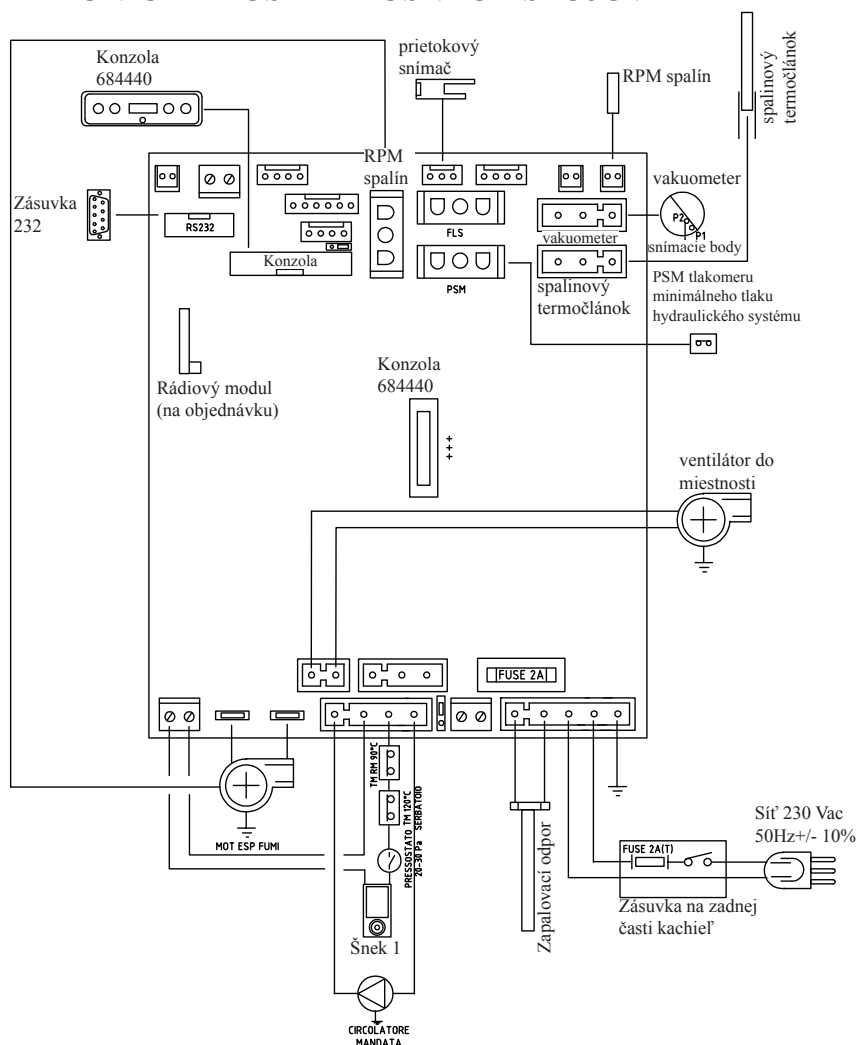 Konzola
684440
prietokový
snímač
RPM spalín
spalinový
termočlánok
RPM
spalín
vakuometer
Zásuvka
232
RS232
FLS
P2
P1
vakuometer
snímacie body
Konzola
PSM
spalinový
termočlánok
PSM tlakomeru
minimálneho tlaku
hydraulického systému
Rádiový modul
(na objednávku)
Konzola
684440
+++
ventilátor do
miestnosti
FUSE 2A
TM RM 90°C
TM 120°C
SERBATOIO
PRESSOSTATO
20-30 Pa
MOT ESP FUMI
Šnek 1
Zapalovací odpor
Síť 230 Vac
50Hz+/- 10%
FUSE 2A(T)
Zásuvka na zadnej
časti kachieľ
CIRCOLATORE
MANDATA